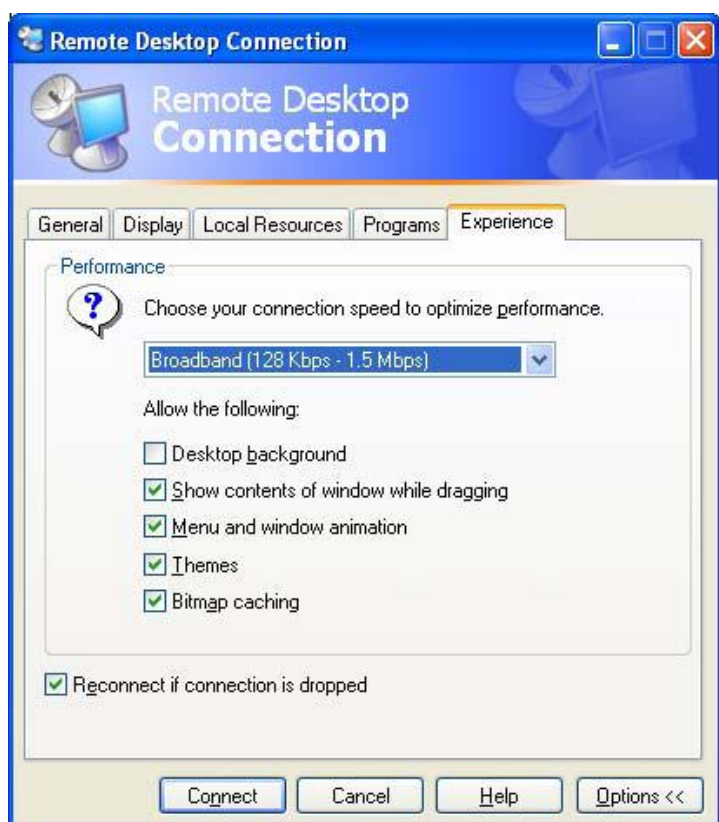 Remote Desktop Connection
Remote Desktop
Connection
General Display Local Resources Programs Experience
Performance
?
Choose your connection speed to optimize performance.
Broadband (128 Kbps - 1.5 Mbps)
Allow the following:
Desktop background
Show contents of window while dragging
Menu and window animation
Themes
Bitmap caching
Reconnect if connection is dropped
Connect Cancel Help Options <<